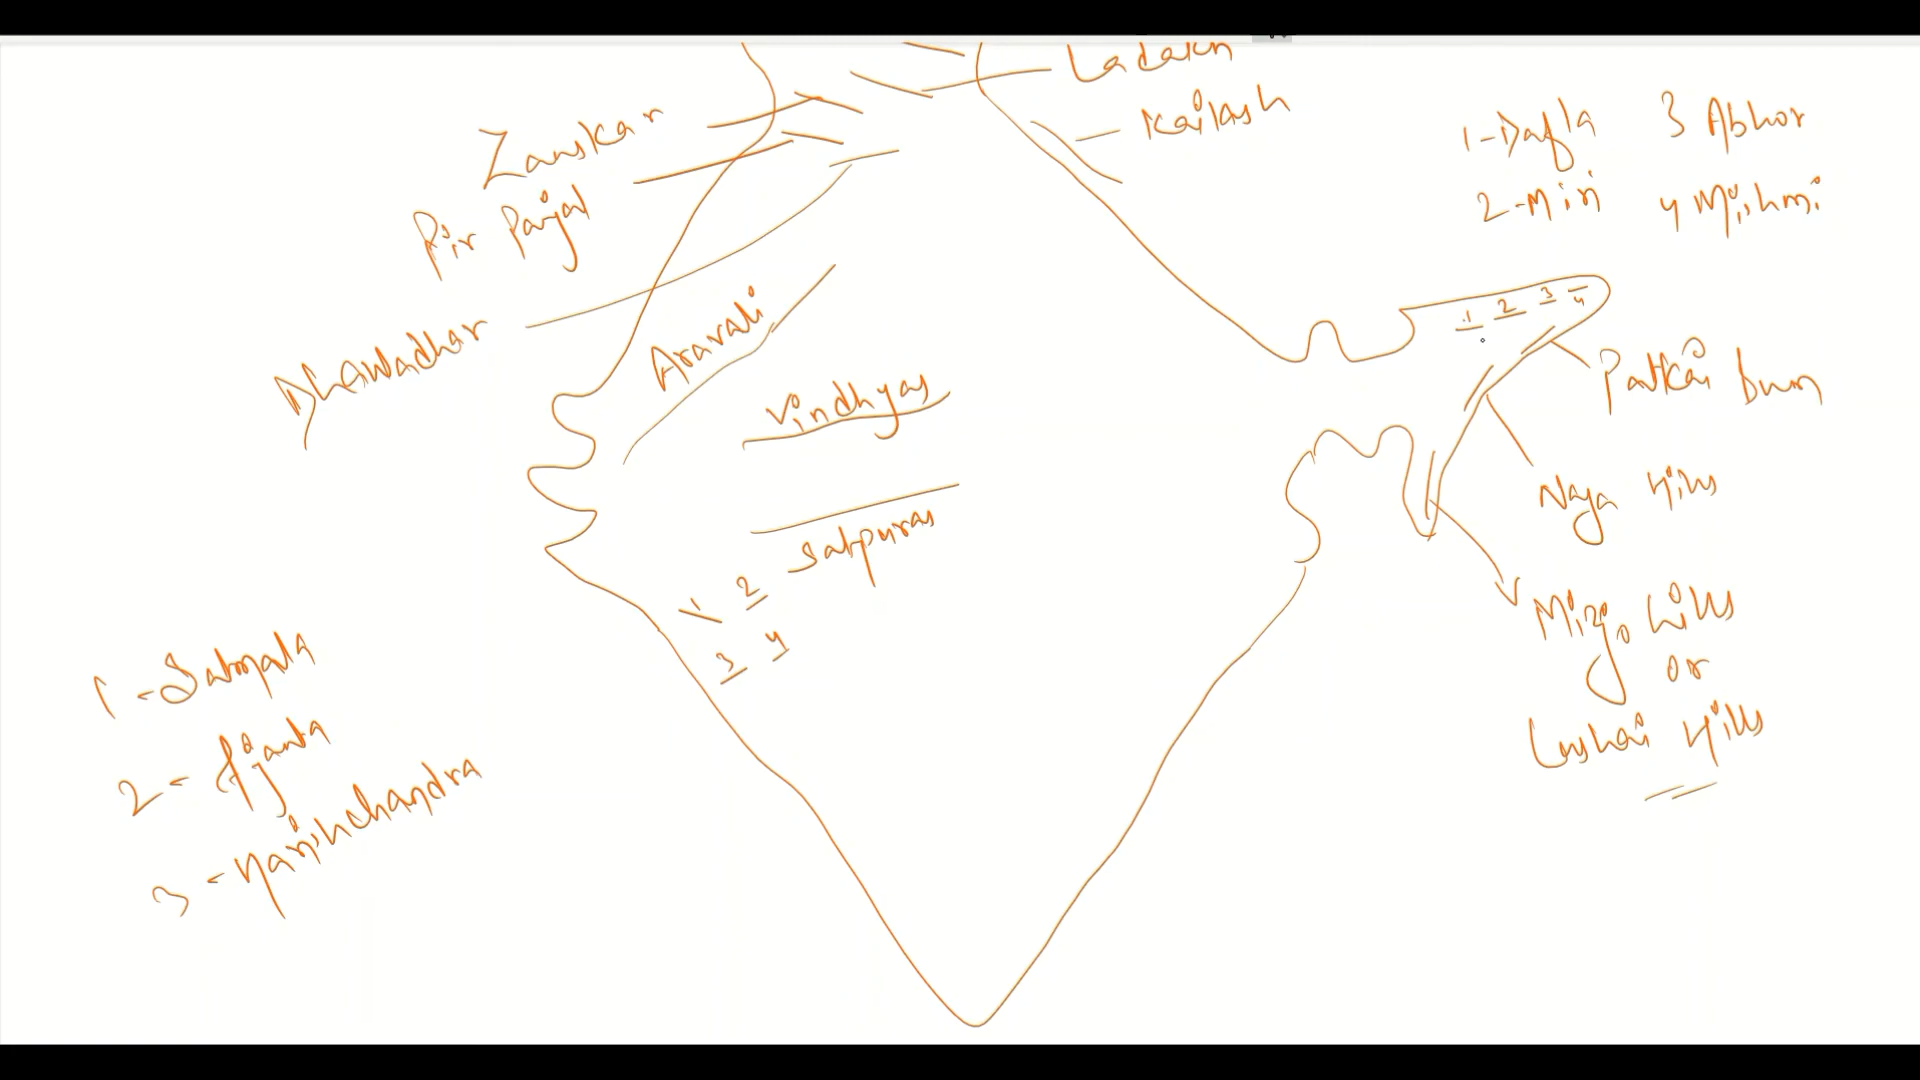 Ladakh
Kailash
Zanskar
Pir Panjal
Dhawadhar
1-Dafla 3 Abhor
2-Miri 4 Mishmi
1 2 3 4
Aravali
Vindhyas
Satpuras
Patkai bum
Naga Hills
Mizo hills
or
Lushai Hills
1 2
3 4
1-Satmala
2-Ajanta
3-Harishchandra